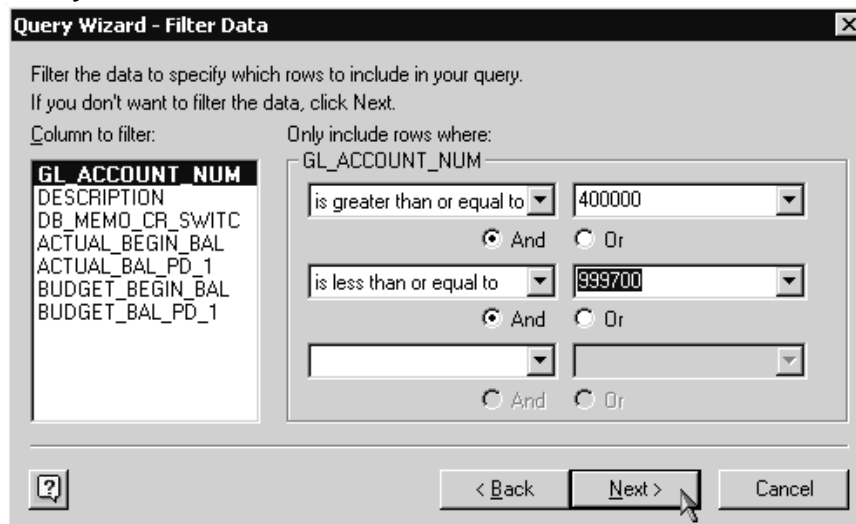 Query Wizard - Filter Data
Filter the data to specify which rows to include in your query.
If you don't want to filter the data, click Next.
Column to filter:
Only include rows where:
GL_ACCOUNT_NUM
DESCRIPTION
DB_MEMO_CR_SWITC
ACTUAL_BEGIN_BAL
ACTUAL_BAL_PD_1
BUDGET_BEGIN_BAL
BUDGET_BAL_PD_1
GL_ACCOUNT_NUM
is greater than or equal to 400000
And Or
is less than or equal to 999700
And Or
And Or
< Back Next > Cancel